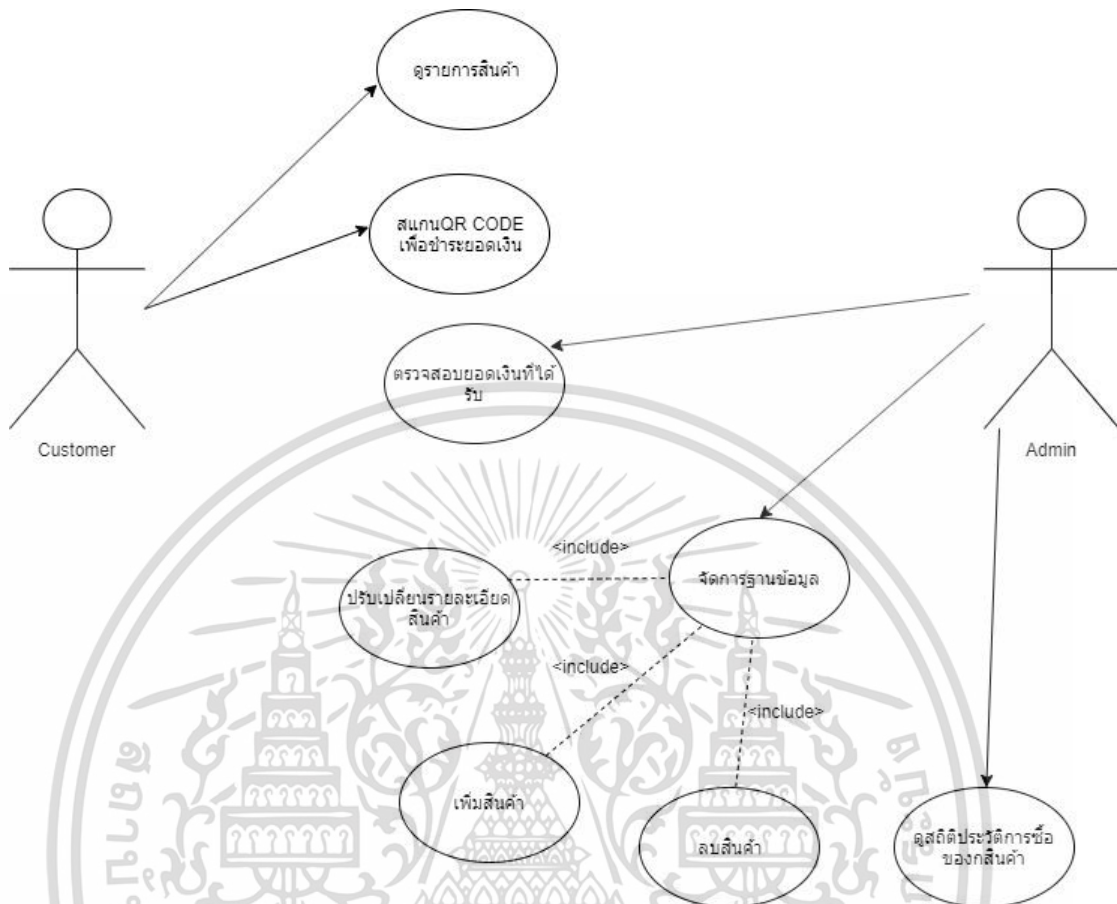 ดูรายการสินค้า
สแกนQR CODE
เพื่อชำระยอดเงิน
ตรวจสอบยอดเงินที่ได้
รับ
Customer
Admin
<include>
จัดการฐานข้อมูล
ปรับเปลี่ยนรายละเอียด
สินค้า
<include>
<include>
เพิ่มสินค้า
ลบสินค้า
ดูสถิติประวัติการซื้อ
ของกสินค้า